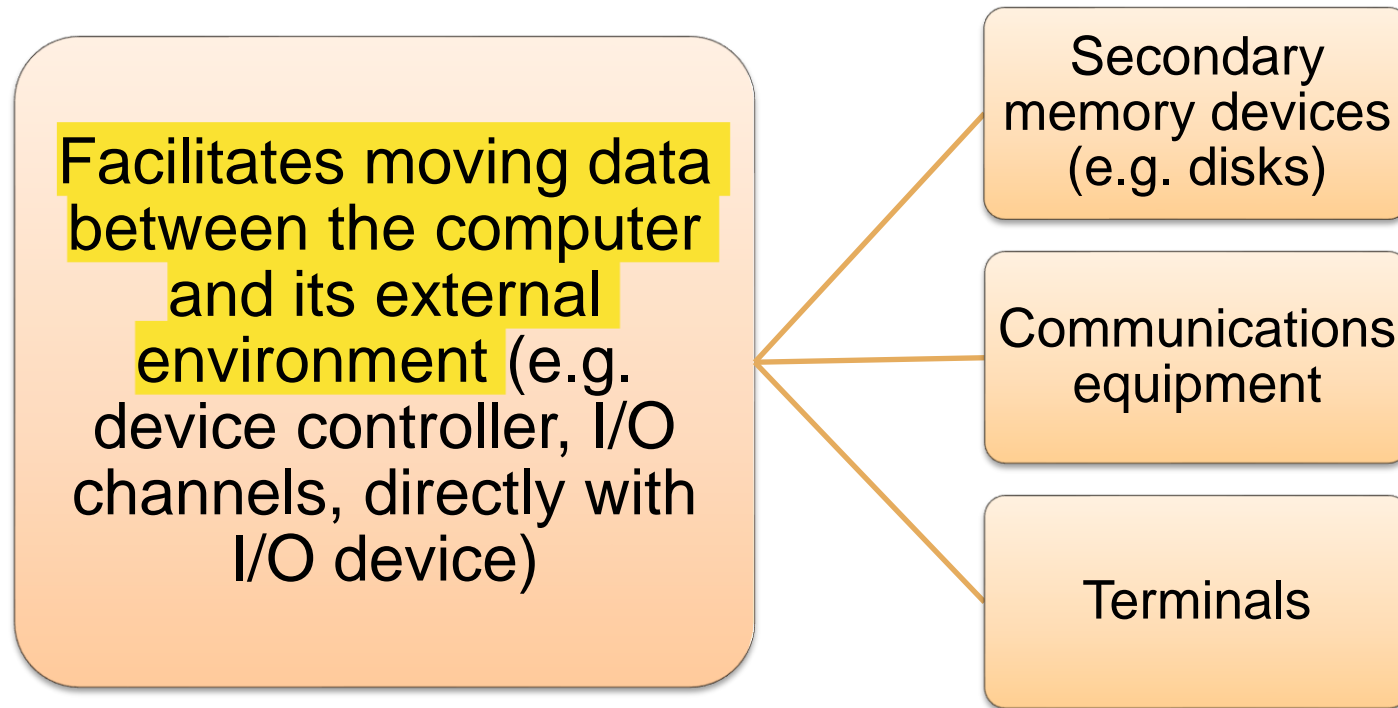 Facilitates moving data
between the computer
and its external
environment (e.g.
device controller, I/O
channels, directly with
I/O device)
Secondary
memory devices
(e.g. disks)
Communications
equipment
Terminals